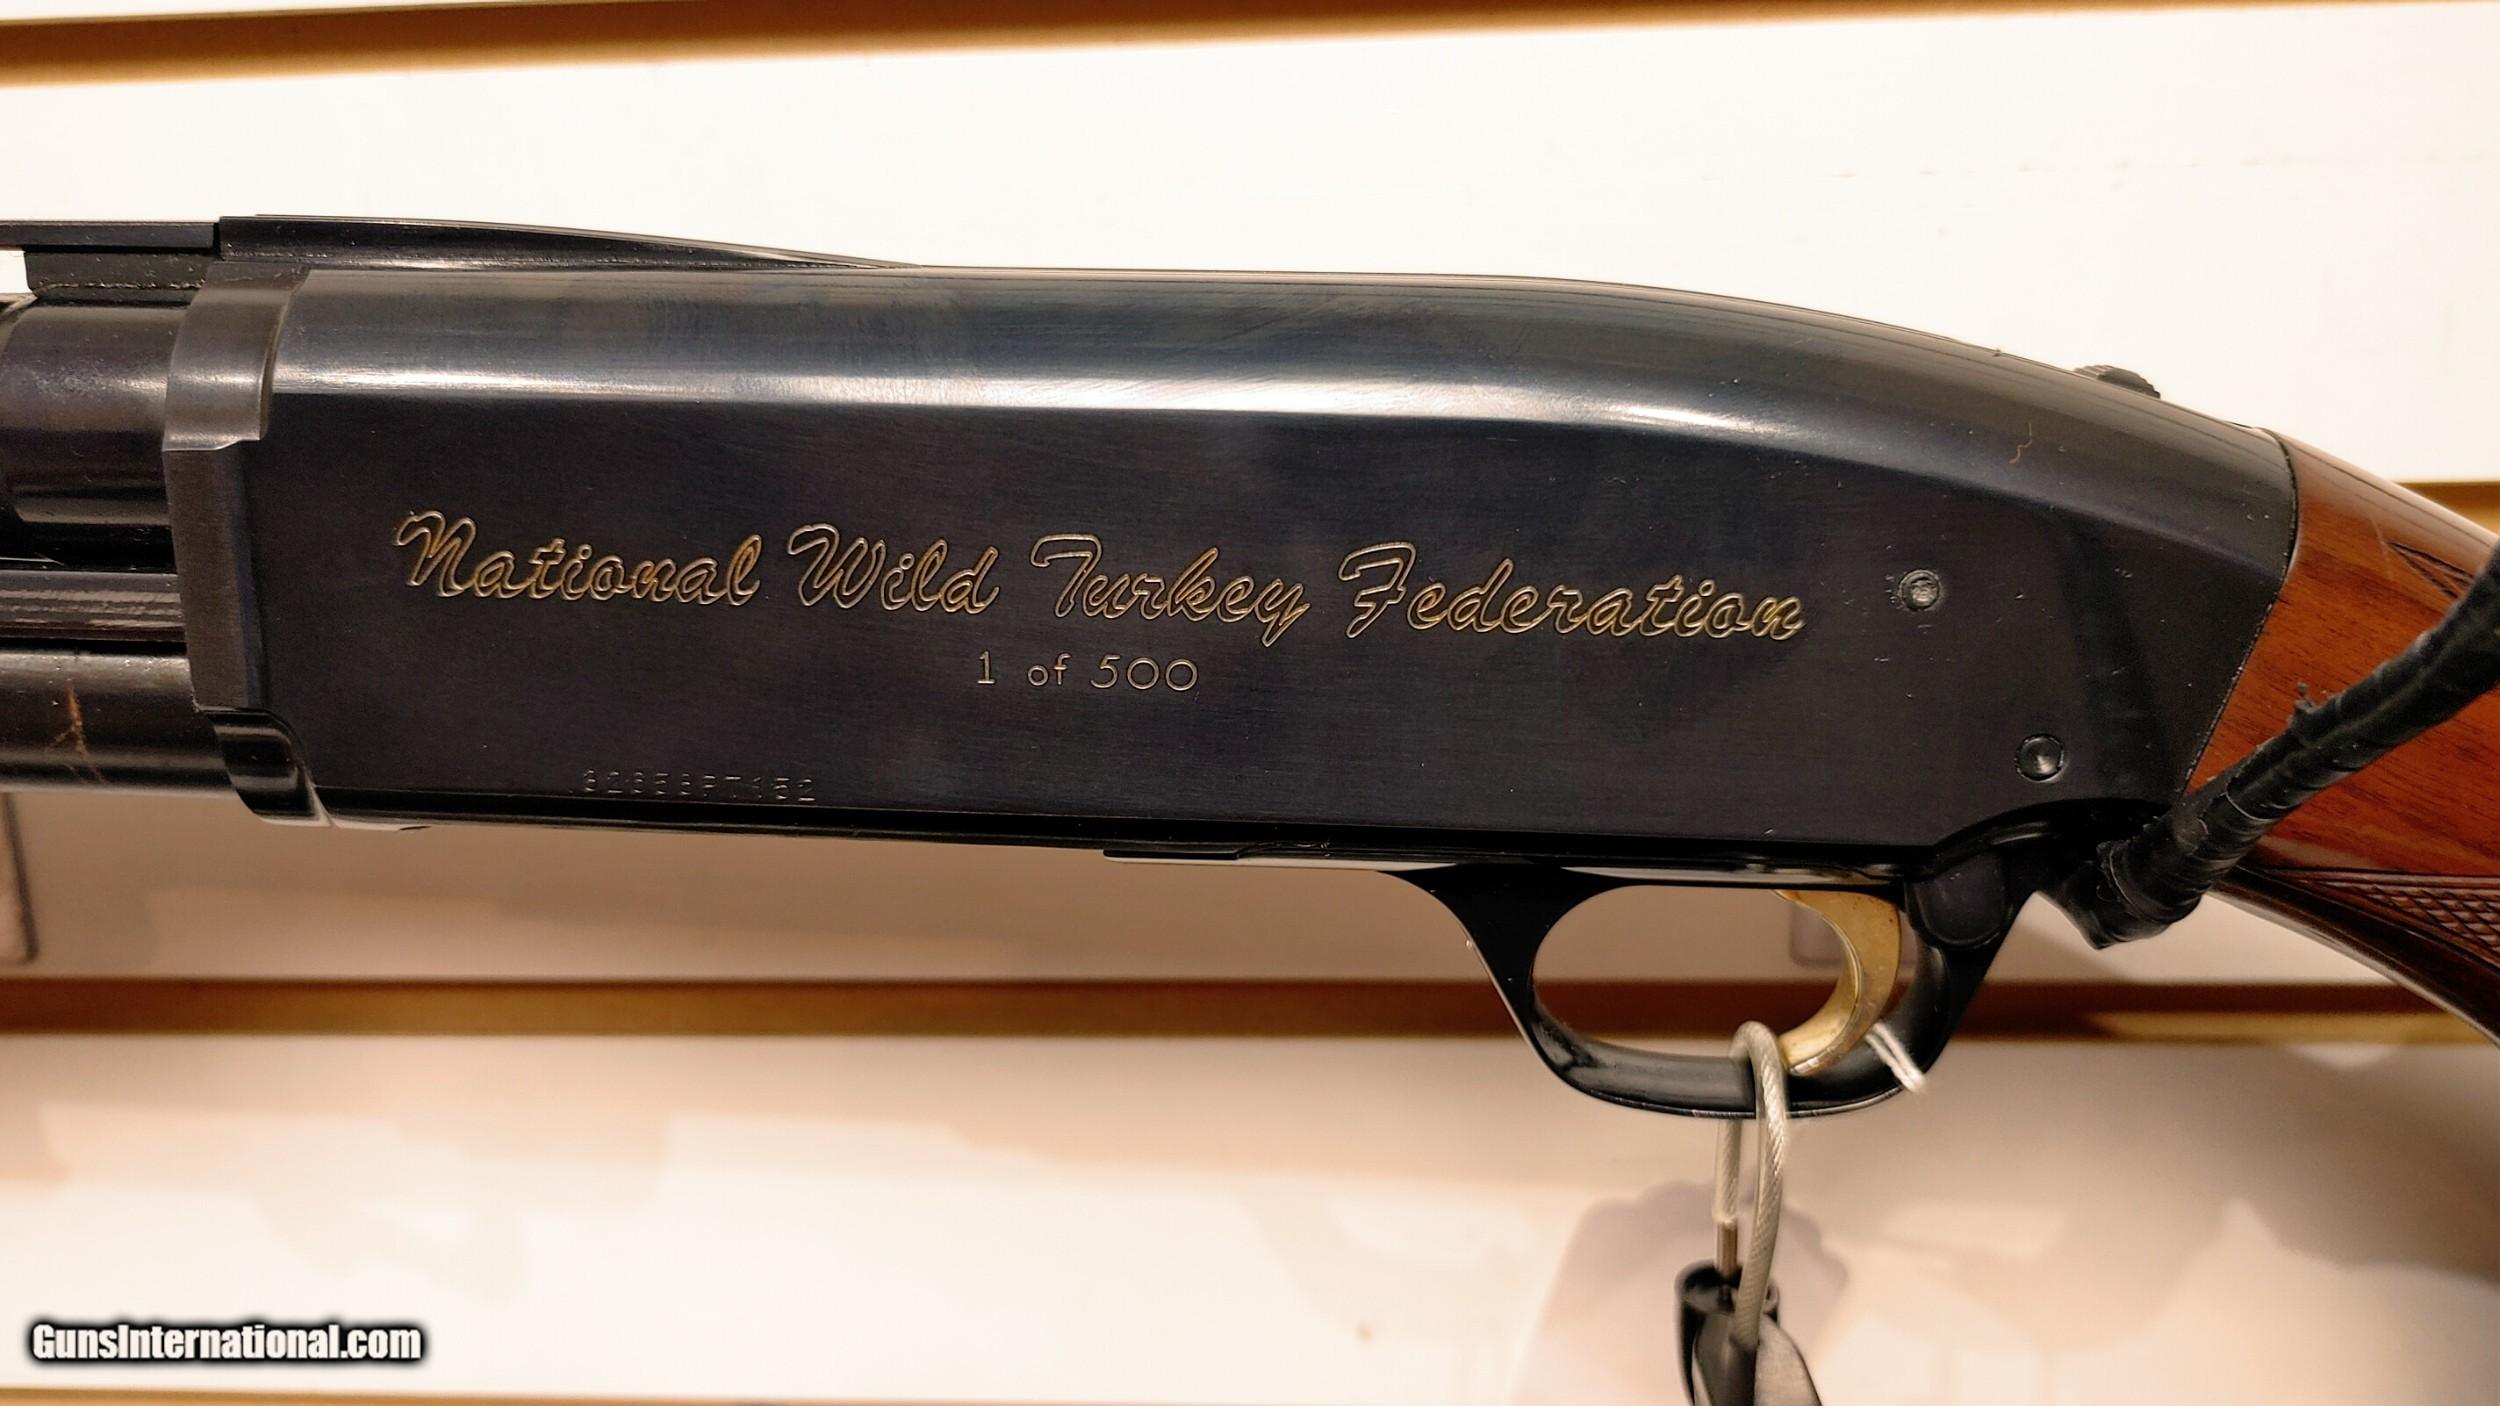 National Wild Turkey Federation
1 of 500
GunsInternational.com